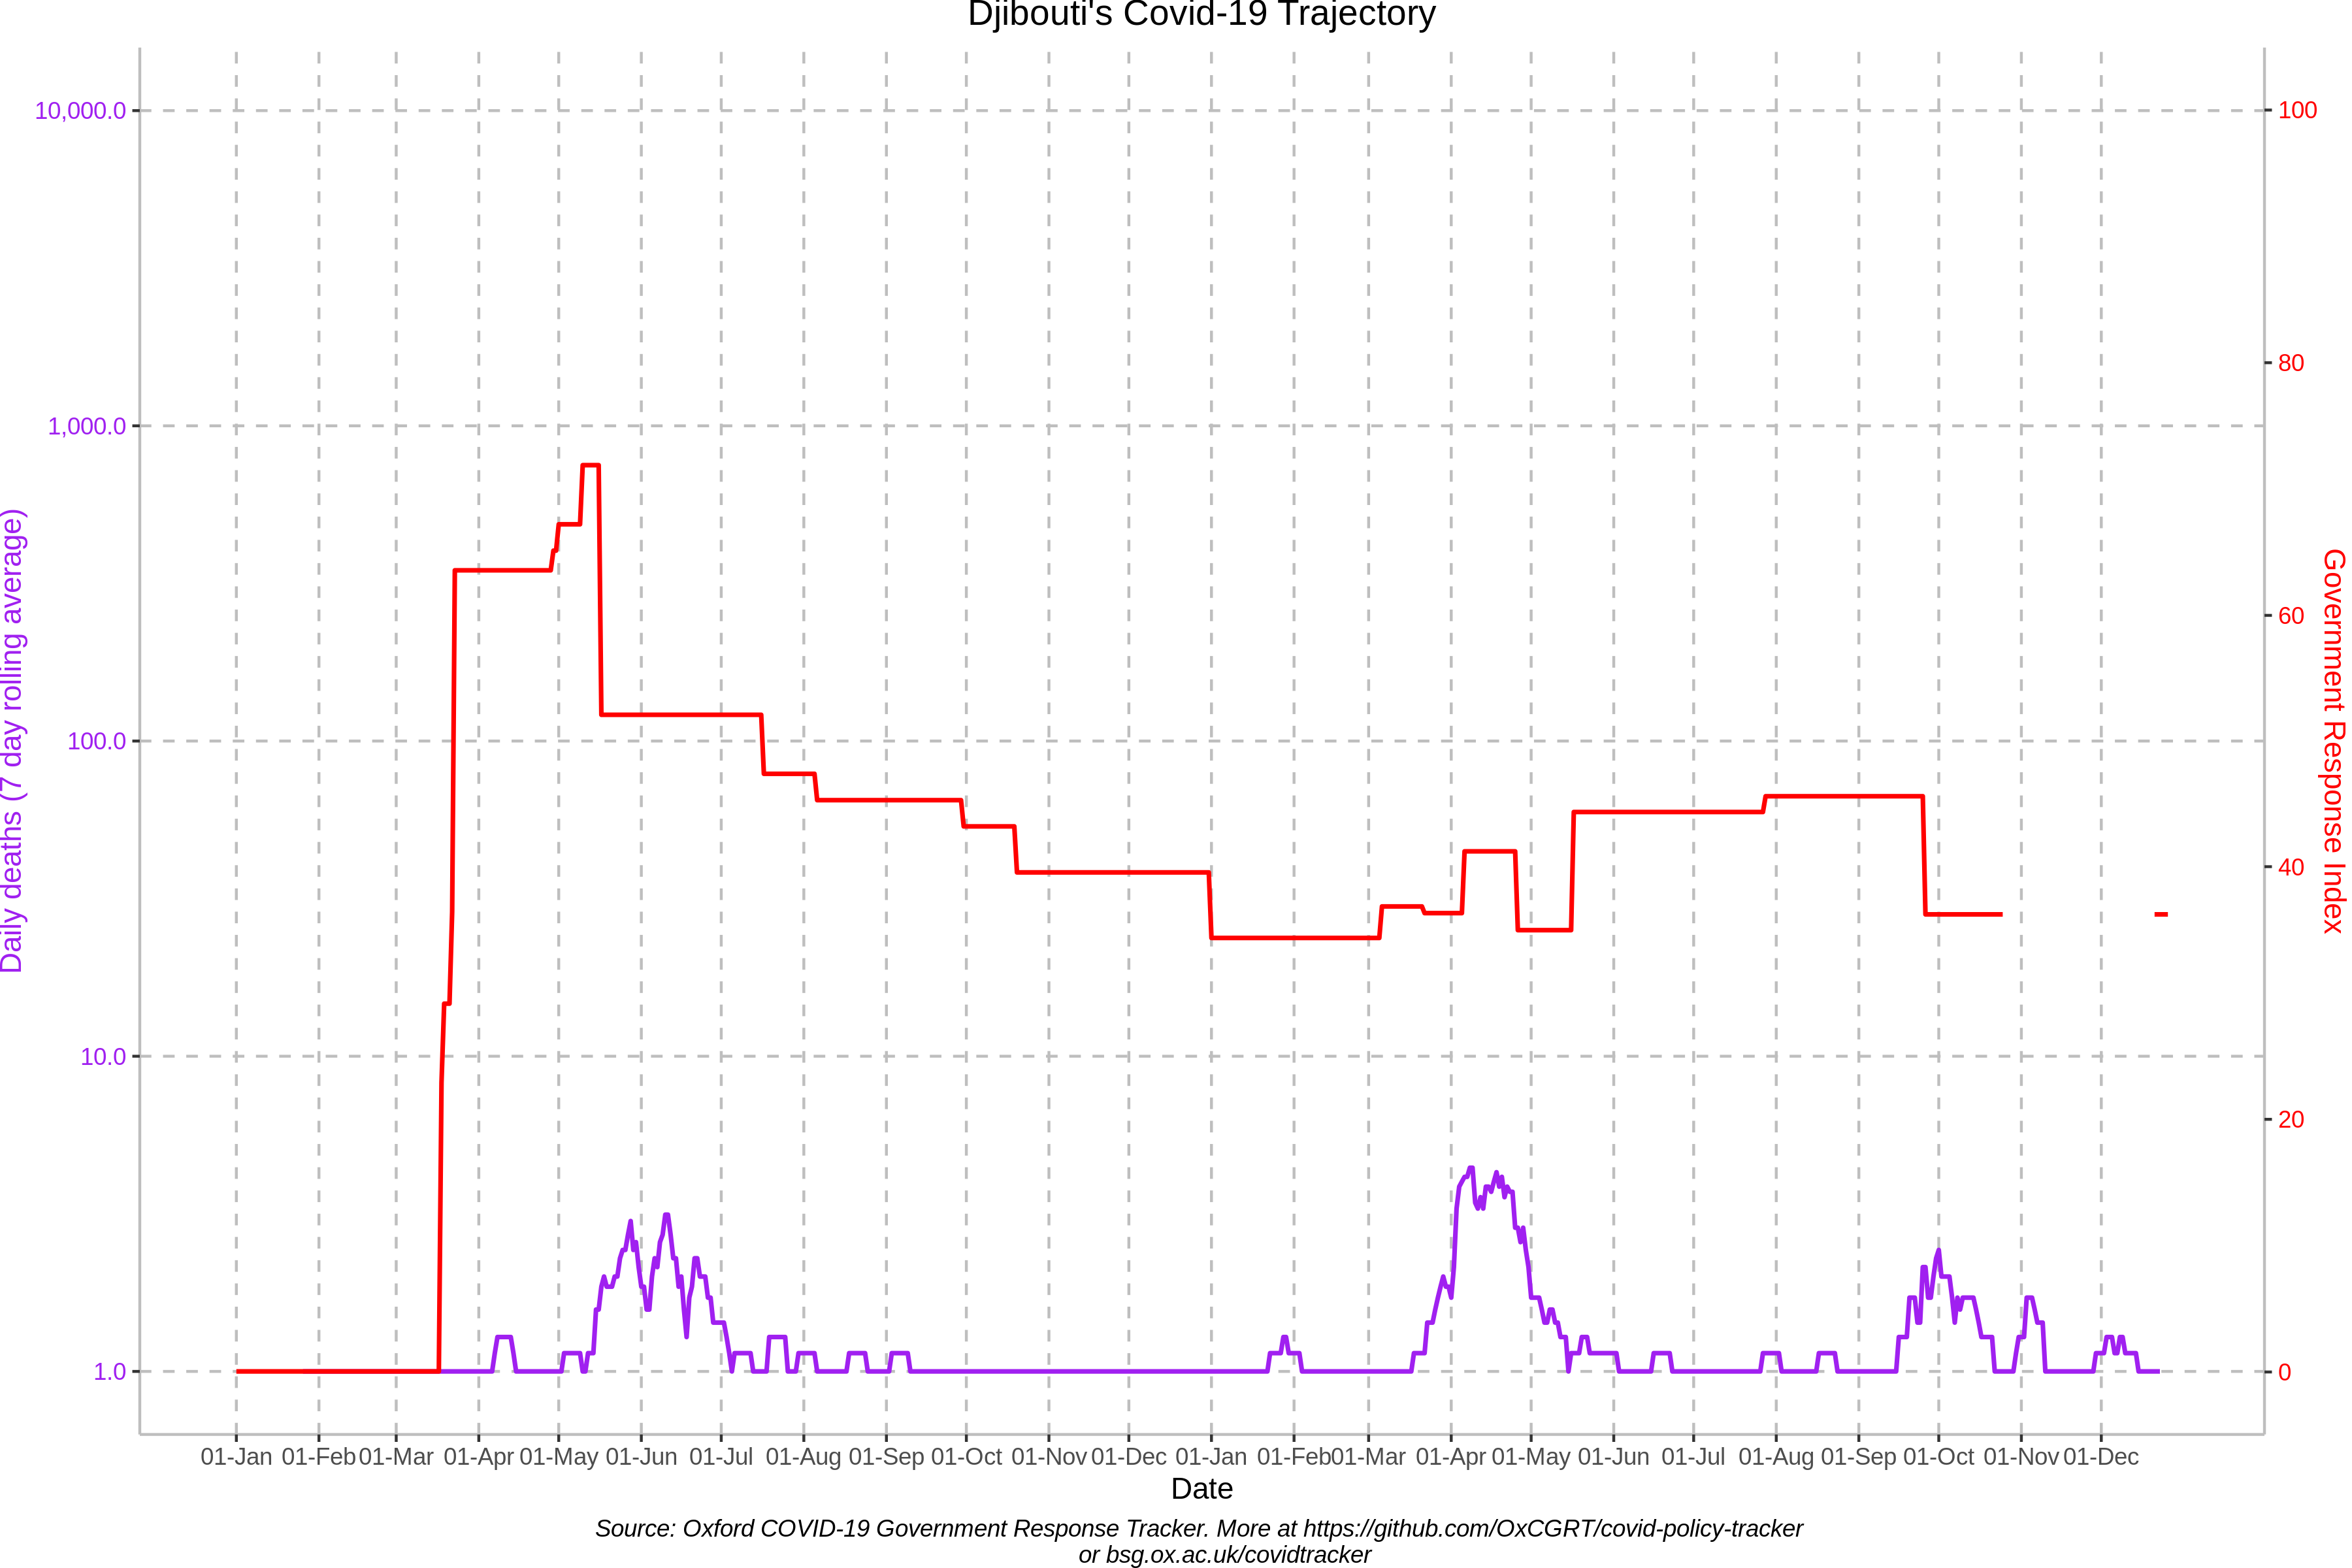 Djibouti's Covid-19 Trajectory
10,000.0
1,000.0
100.0
10.0
1.0
Daily deaths (7 day rolling average)
100
80
60
40
20
0
Government Response Index
01-Jan 01-Feb 01-Mar 01-Apr 01-May 01-Jun 01-Jul 01-Aug 01-Sep 01-Oct 01-Nov 01-Dec 01-Jan 01-Feb 01-Mar 01-Apr 01-May 01-Jun 01-Jul 01-Aug 01-Sep 01-Oct 01-Nov 01-Dec
Date
Source: Oxford COVID-19 Government Response Tracker. More at https://github.com/OxCGRT/covid-policy-tracker
or bsg.ox.ac.uk/covidtracker